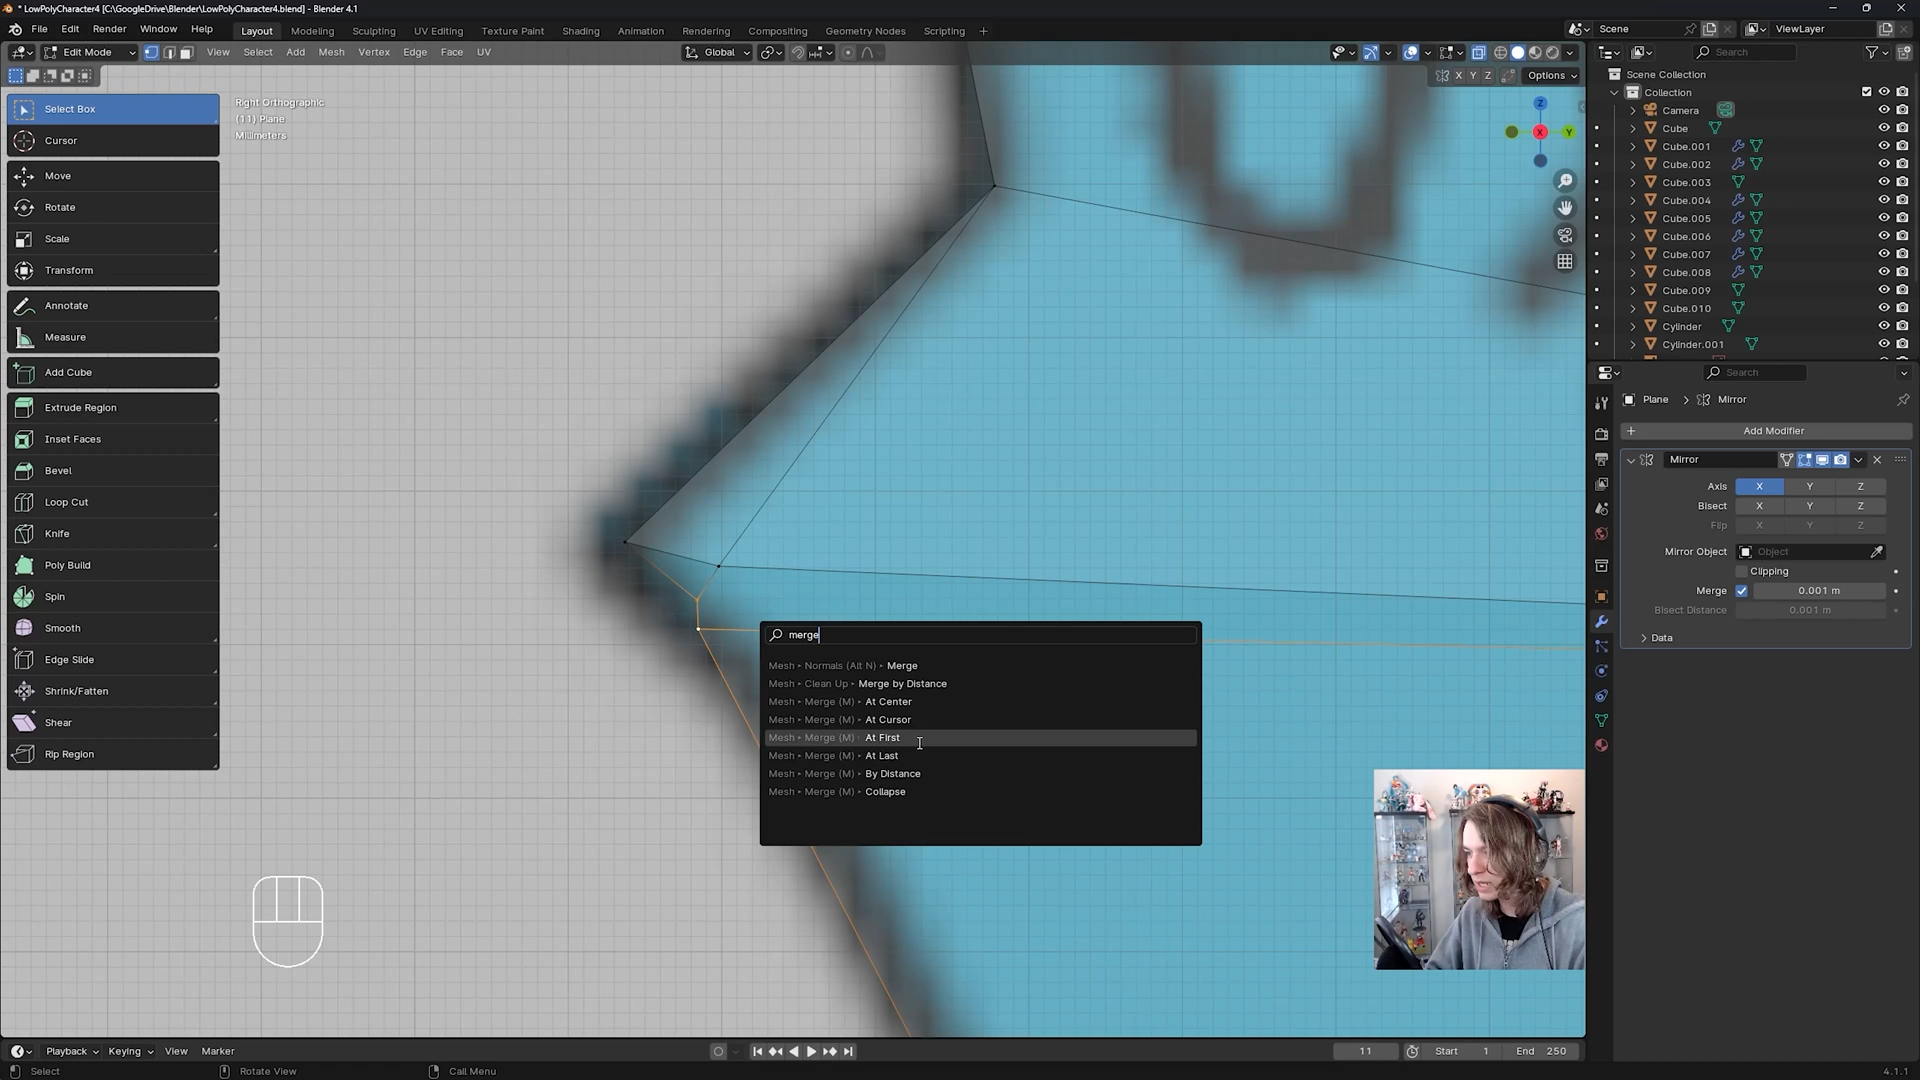 * LowPolyCharacter4 [C:\GoogleDrive\Blender\LowPolyCharacter4.blend] - Blender 4.1
File Edit Render Window Help Layout Modeling Sculpting UV Editing Texture Paint Shading Animation Rendering Compositing Geometry Nodes Scripting Scene ViewLayer
Edit Mode View Select Add Mesh Vertex Edge Face UV Global Search
X Y Z Options
Select Box
Cursor
Move
Rotate
Scale
Transform
Annotate
Measure
Add Cube
Extrude Region
Inset Faces
Bevel
Loop Cut
Knife
Poly Build
Spin
Smooth
Edge Slide
Shrink/Fatten
Shear
Rip Region
Right Orthographic
(11) Plane
Millimeters
Z
X
Y
merge
Mesh ▸ Normals (Alt N) ▸ Merge
Mesh ▸ Clean Up ▸ Merge by Distance
Mesh ▸ Merge (M) ▸ At Center
Mesh ▸ Merge (M) ▸ At Cursor
Mesh ▸ Merge (M) ▸ At First
Mesh ▸ Merge (M) ▸ At Last
Mesh ▸ Merge (M) ▸ By Distance
Mesh ▸ Merge (M) ▸ Collapse
Scene Collection
Collection
Camera
Cube
Cube.001
Cube.002
Cube.003
Cube.004
Cube.005
Cube.006
Cube.007
Cube.008
Cube.009
Cube.010
Cylinder
Cylinder.001
Search
Plane > Mirror
+ Add Modifier
Mirror
Axis X Y Z
Bisect X Y Z
Flip X Y Z
Mirror Object Object
Clipping
Merge 0.001 m
Bisect Distance 0.001 m
Data
Playback Keying View Marker 11 Start 1 End 250
Select Rotate View Call Menu 4.1.1